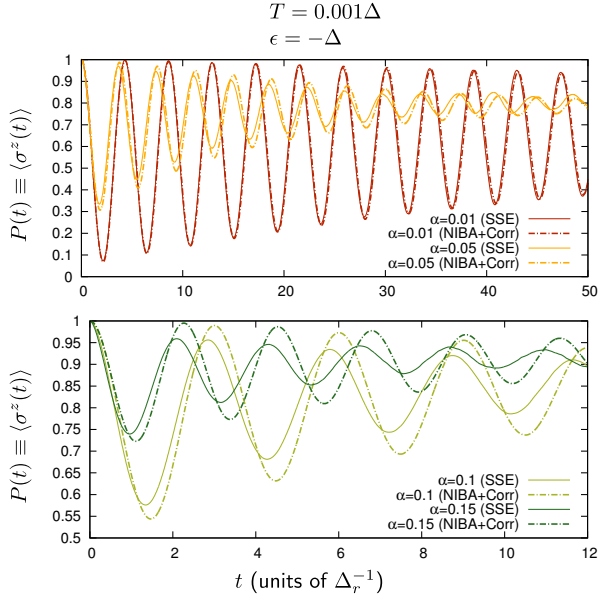 T = 0.001Δ
ϵ = −Δ
P(t) ≡ ⟨σ^z(t)⟩
1
0.9
0.8
0.7
0.6
0.5
0.4
0.3
0.2
0.1
0
α=0.01 (SSE)
α=0.01 (NIBA+Corr)
α=0.05 (SSE)
α=0.05 (NIBA+Corr)
0 10 20 30 40 50
P(t) ≡ ⟨σ^z(t)⟩
1
0.95
0.9
0.85
0.8
0.75
0.7
0.65
0.6
0.55
0.5
α=0.1 (SSE)
α=0.1 (NIBA+Corr)
α=0.15 (SSE)
α=0.15 (NIBA+Corr)
0 2 4 6 8 10 12
t (units of Δ_r^{-1})